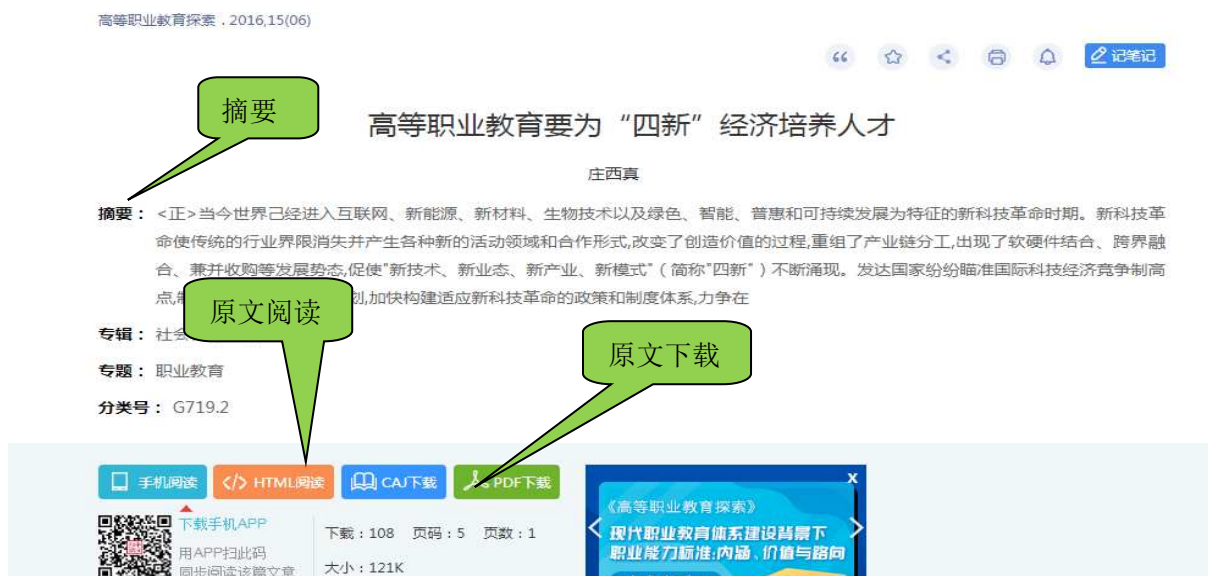 高等职业教育探索 . 2016,15(06)
记笔记
摘要
高等职业教育要为“四新”经济培养人才
庄西真
摘要： <正>当今世界已经进入互联网、新能源、新材料、生物技术以及绿色、智能、普惠和可持续发展为特征的新科技革命时期。新科技革
命使传统的行业界限消失并产生各种新的活动领域和合作形式,改变了创造价值的过程,重组了产业链分工,出现了软硬件结合、跨界融
合、兼并收购等发展势态,促使"新技术、新业态、新产业、新模式"（简称"四新"）不断涌现。发达国家纷纷瞄准国际科技经济竞争制高
点,
划,加快构建适应新科技革命的政策和制度体系,力争在
原文阅读
原文下载
专辑： 社会
专题： 职业教育
分类号： G719.2
手机阅读 </> HTML阅读 CAJ下载 PDF下载
下载手机APP
用APP扫此码
同步阅读该篇文章
下载：108 页码：5 页数：1
大小：121K
x
《高等职业教育探索》
现代职业教育体系建设背景下
职业能力标准:内涵、价值与路向